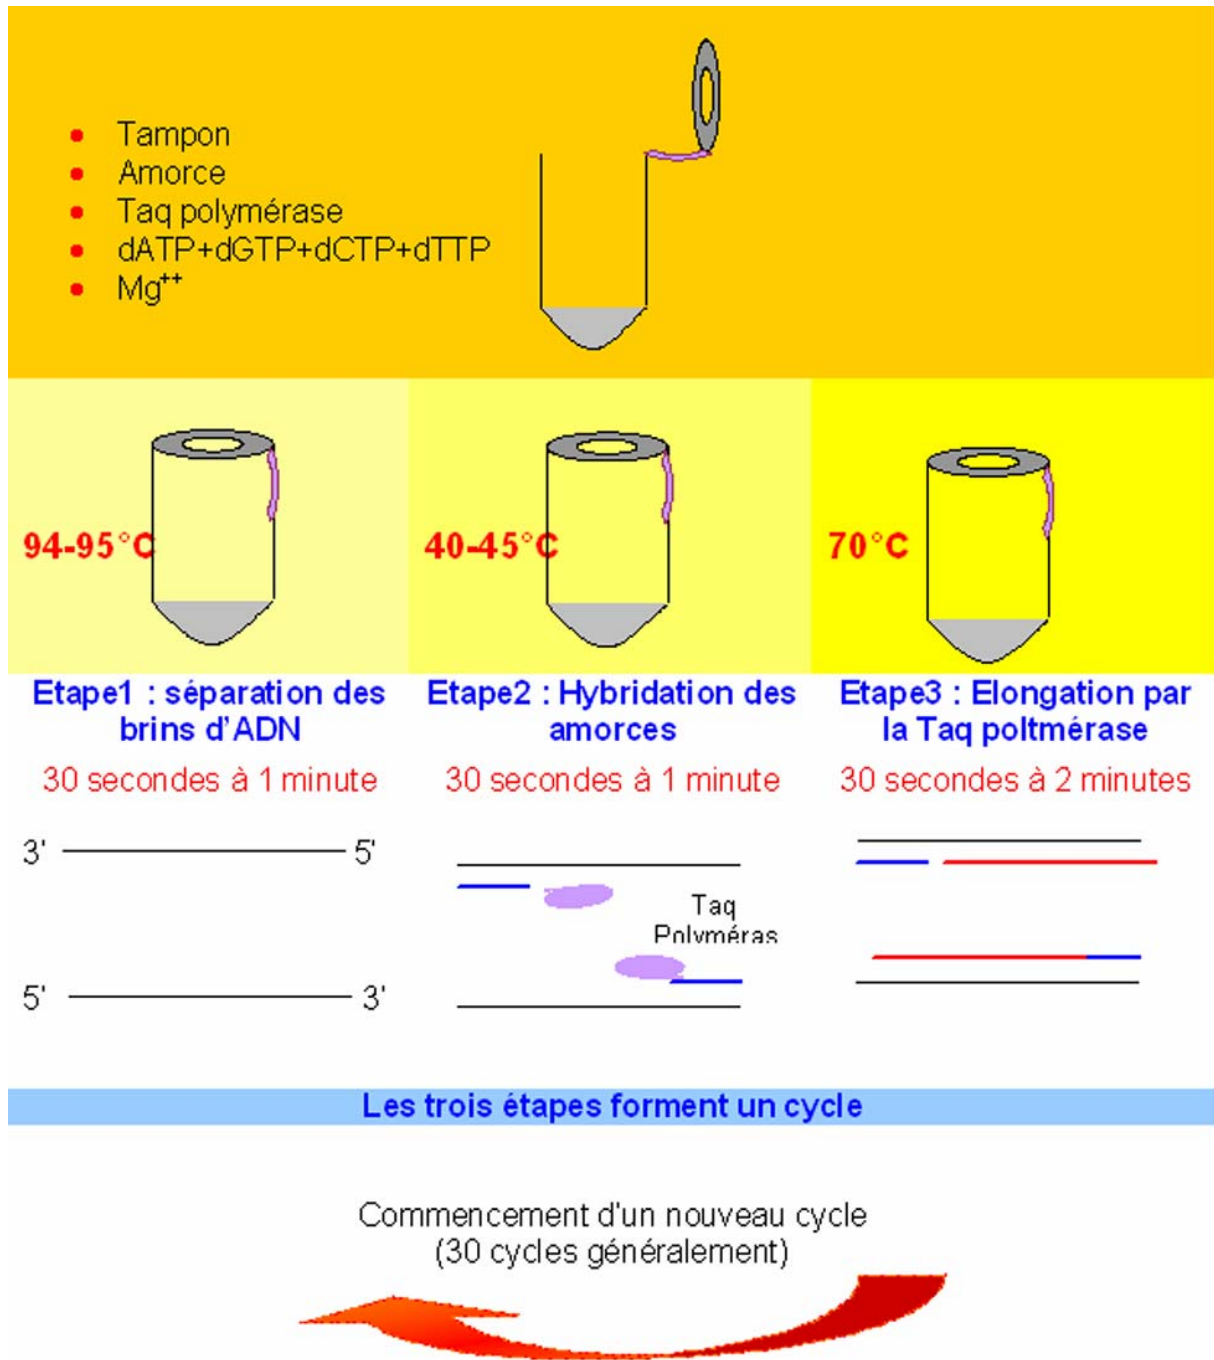 Tampon
Amorce
Taq polymérase
dATP+dGTP+dCTP+dTTP
Mg⁺⁺
94-95°C
40-45°C
70°C
Etape1 : séparation des
brins d'ADN
30 secondes à 1 minute
Etape2 : Hybridation des
amorces
30 secondes à 1 minute
Etape3 : Elongation par
la Taq poltmérase
30 secondes à 2 minutes
3' 5'
Taq
Polyméras
5' 3'
Les trois étapes forment un cycle
Commencement d'un nouveau cycle
(30 cycles généralement)